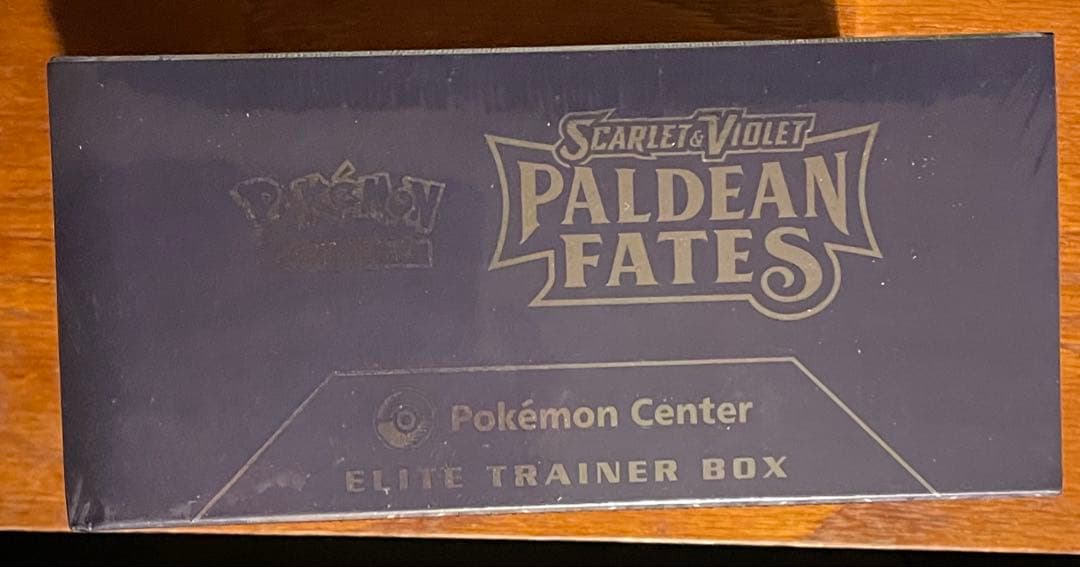 POKéMON
SCARLET & VIOLET
PALDEAN
FATES
Pokémon Center
ELITE TRAINER BOX